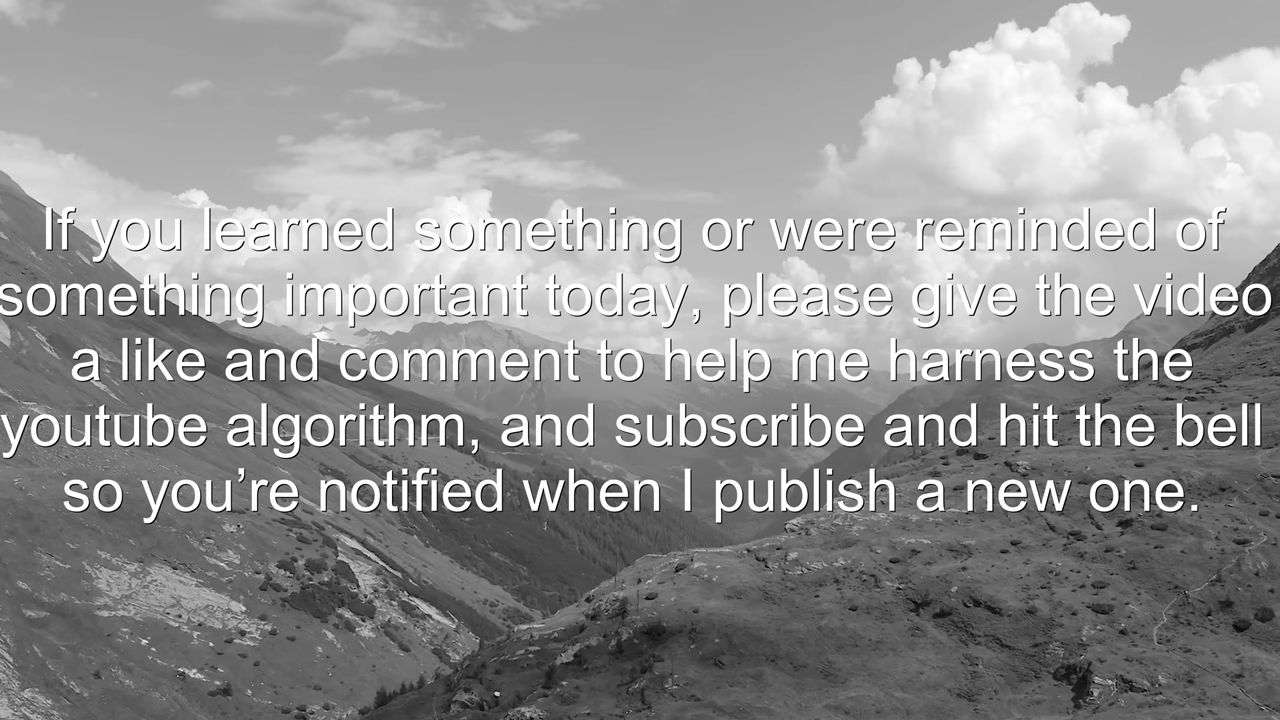 If you learned something or were reminded of
something important today, please give the video
a like and comment to help me harness the
youtube algorithm, and subscribe and hit the bell
so you’re notified when I publish a new one.